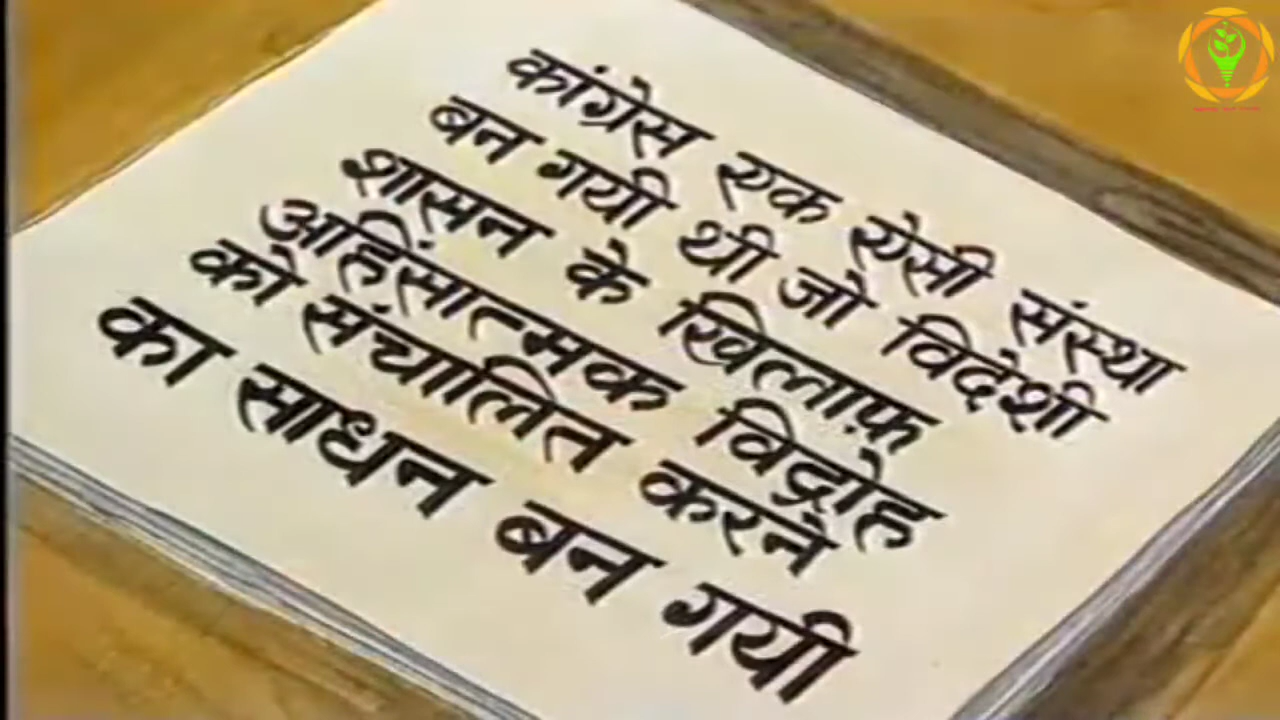 कांग्रेस एक ऐसी संस्था
बन गयी थी जो विदेशी
शासन के ख़िलाफ़
अहिंसात्मक विद्रोह
को संचालित करने
का साधन बन गयी